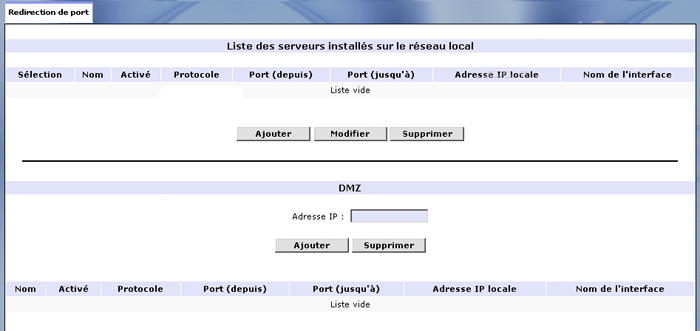 Redirection de port
Liste des serveurs installés sur le réseau local
Sélection Nom Activé Protocole Port (depuis) Port (jusqu'à) Adresse IP locale Nom de l'interface
Liste vide
Ajouter Modifier Supprimer
DMZ
Adresse IP :
Ajouter Supprimer
Nom Activé Protocole Port (depuis) Port (jusqu'à) Adresse IP locale Nom de l'interface
Liste vide